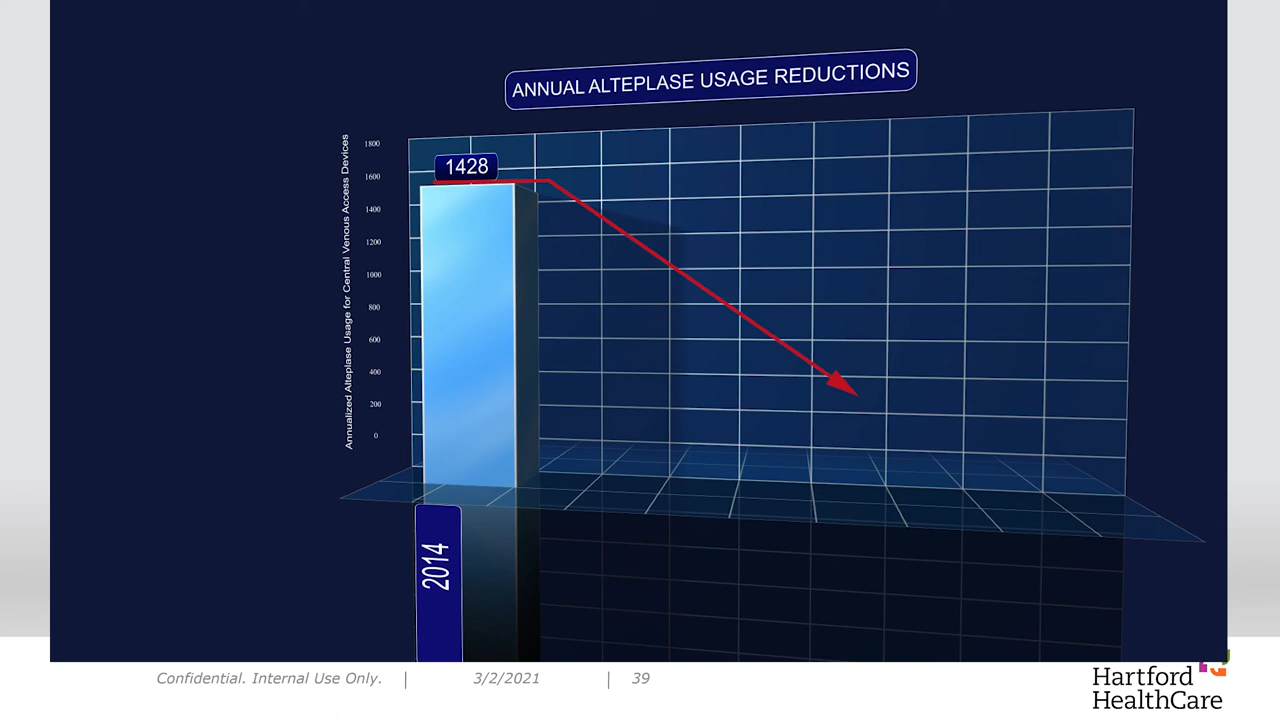 ANNUAL ALTEPLASE USAGE REDUCTIONS
Annualized Alteplase Usage for Central Venous Access Devices
1800
1600
1400
1200
1000
800
600
400
200
0
1428
2014
Confidential. Internal Use Only. | 3/2/2021 | 39
Hartford
HealthCare